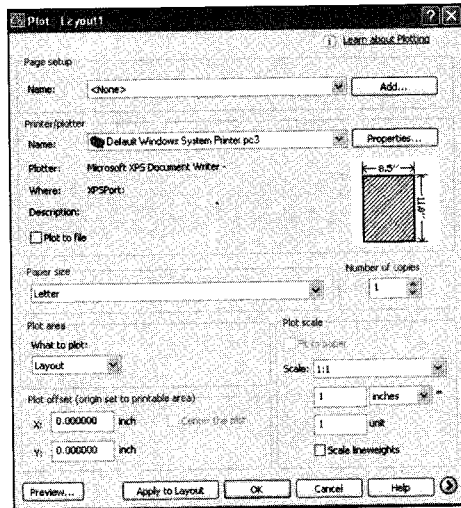 Plot - Layout1
Learn about Plotting
Page setup
Name: <None> Add...
Printer/plotter
Name: Default Windows System Printer.pc3 Properties...
Plotter: Microsoft XPS Document Writer -
Where: XPSPort:
Description:
Plot to file
8.5"
11.0"
Paper size
Letter
Number of copies
1
Plot area
What to plot:
Layout
Plot scale
Fit to paper
Scale: 1:1
1 inches =
1 unit
Scale lineweights
Plot offset (origin set to printable area)
X: 0.000000 inch Center the plot
Y: 0.000000 inch
Preview... Apply to Layout OK Cancel Help